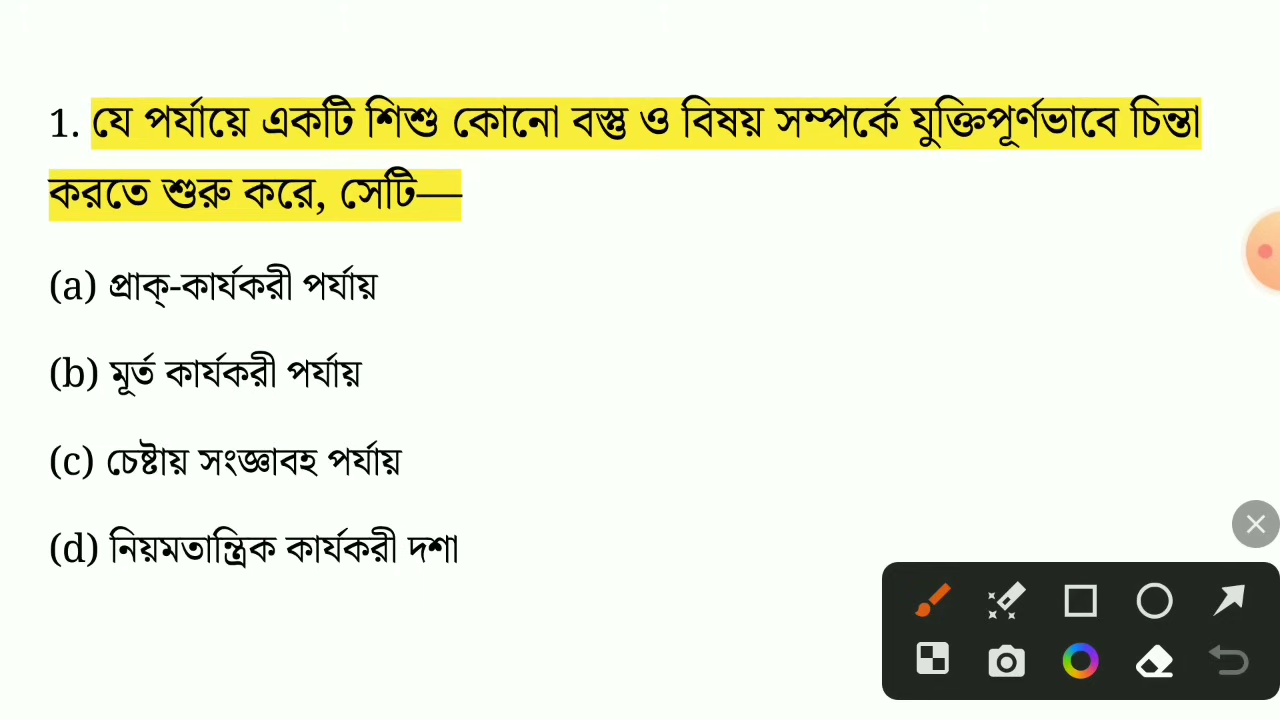 1. যে পর্যায়ে একটি শিশু কোনো বস্তু ও বিষয় সম্পর্কে যুক্তিপূর্ণভাবে চিন্তা
করতে শুরু করে, সেটি—
(a) প্রাক্-কার্যকরী পর্যায়
(b) মূর্ত কার্যকরী পর্যায়
(c) চেষ্টায় সংজ্ঞাবহ পর্যায়
(d) নিয়মতান্ত্রিক কার্যকরী দশা